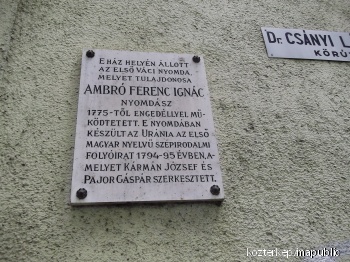 E HÁZ HELYÉN ÁLLOTT
AZ ELSŐ VÁCI NYOMDA,
MELYET TULAJDONOSA
AMBRÓ FERENC IGNÁC
NYOMDÁSZ
1775-TŐL ENGEDÉLLYEL MŰ-
KÖDTETETT. E NYOMDÁBAN
KÉSZÜLT AZ URÁNIA AZ ELSŐ
MAGYAR NYELVŰ SZÉPIRODALMI
FOLYÓIRAT 1794-95 ÉVBEN, A-
MELYET KÁRMÁN JÓZSEF ÉS
PAJOR GÁSPÁR SZERKESZTETT.
Dr. CSÁNYI L
KÖRÚ
kozterkep.mapublic